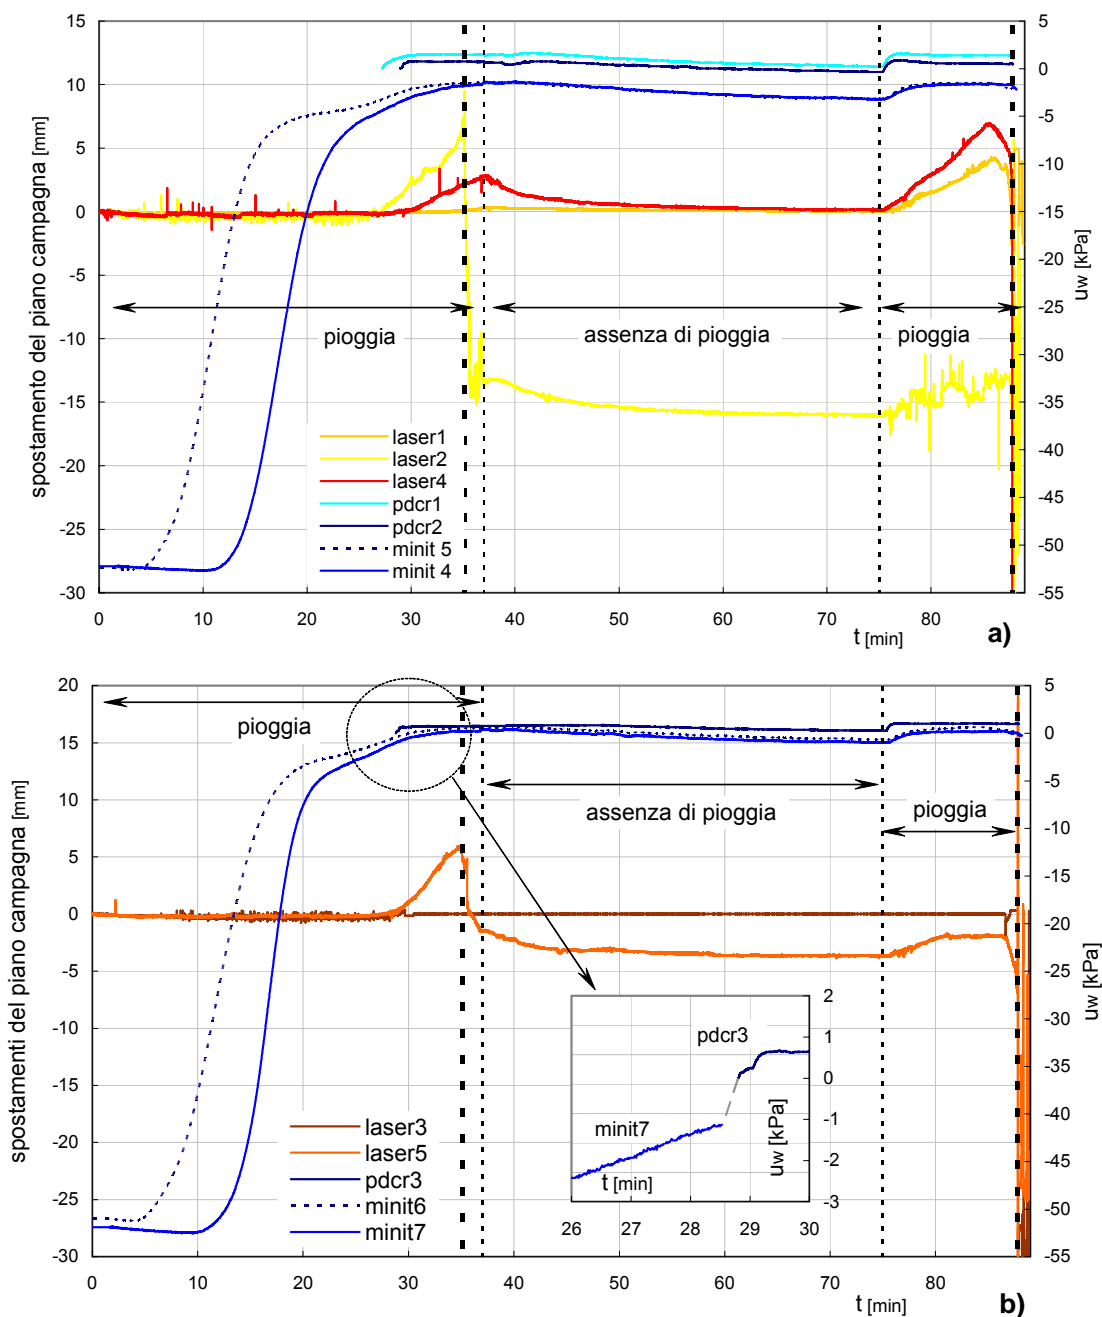 15
10
5
0
-5
-10
-15
-20
-25
-30
spostamento del piano campagna [mm]
5
0
-5
-10
-15
-20
-25
-30
-35
-40
-45
-50
-55
uw [kPa]
pioggia
assenza di pioggia
pioggia
laser1
laser2
laser4
pdcr1
pdcr2
minit 5
minit 4
0 10 20 30 40 50 60 70 80
t [min]
a)
20
15
10
5
0
-5
-10
-15
-20
-25
-30
spostamenti del piano campagna [mm]
5
0
-5
-10
-15
-20
-25
-30
-35
-40
-45
-50
-55
uw [kPa]
pioggia
assenza di pioggia
pioggia
pdcr3
minit7
t [min]
uw [kPa]
2
1
0
-1
-2
-3
26 27 28 29 30
laser3
laser5
pdcr3
minit6
minit7
0 10 20 30 40 50 60 70 80
t [min]
b)